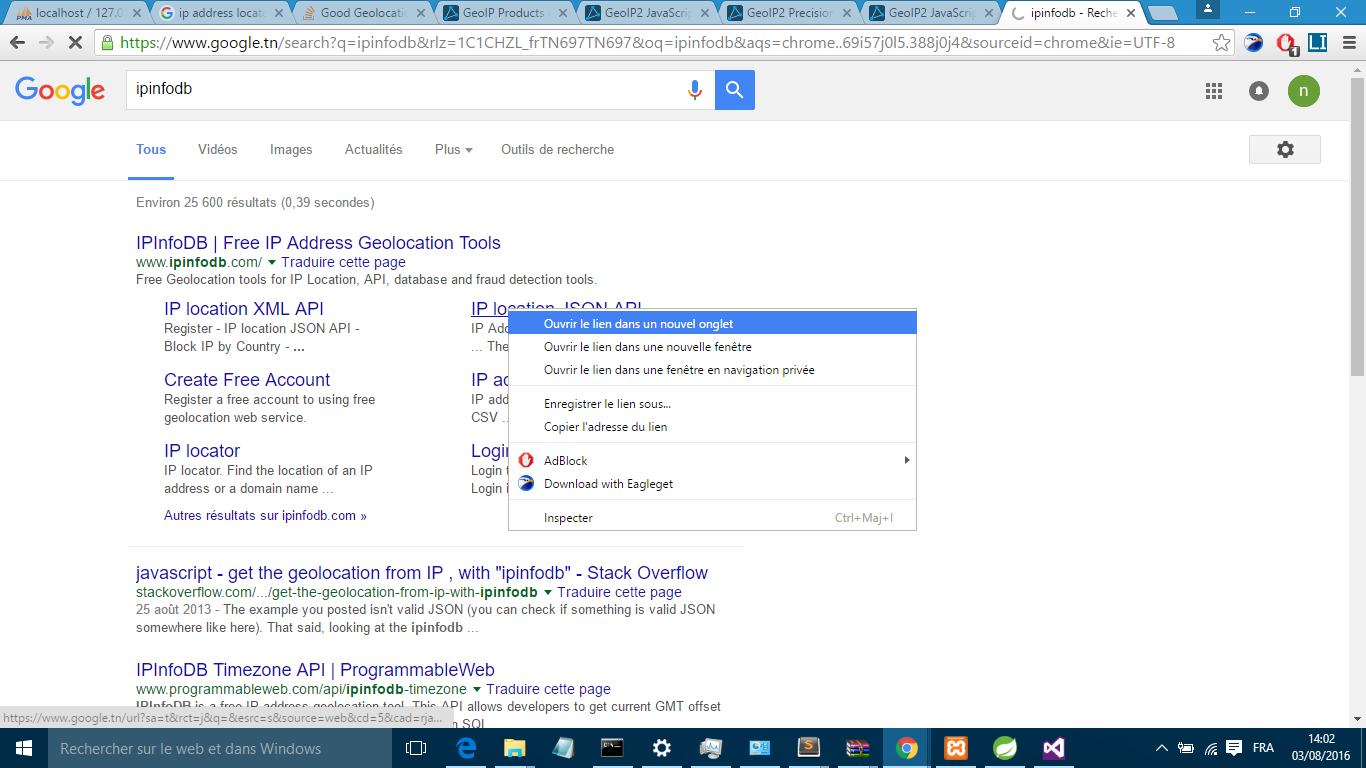 localhost / 127.0
ip address locat
Good Geolocati
GeoIP Products
GeoIP2 JavaScrip
GeoIP2 Precision
GeoIP2 JavaScrip
ipinfodb - Reche
https://www.google.tn/search?q=ipinfodb&rlz=1C1CHZL_frTN697TN697&oq=ipinfodb&aqs=chrome..69i57j0l5.388j0j4&sourceid=chrome&ie=UTF-8
1
LI
Google
ipinfodb
n
Tous Vidéos Images Actualités Plus Outils de recherche
Environ 25 600 résultats (0,39 secondes)
IPInfoDB | Free IP Address Geolocation Tools
www.ipinfodb.com/ Traduire cette page
Free Geolocation tools for IP Location, API, database and fraud detection tools.
IP location XML API
Register - IP location JSON API -
Block IP by Country - ...
IP location JSON API
IP Add
... The
Create Free Account
Register a free account to using free
geolocation web service.
IP ad
IP add
CSV ..
IP locator
IP locator. Find the location of an IP
address or a domain name ...
Login
Login t
Login i
Autres résultats sur ipinfodb.com »
Ouvrir le lien dans un nouvel onglet
Ouvrir le lien dans une nouvelle fenêtre
Ouvrir le lien dans une fenêtre en navigation privée
Enregistrer le lien sous...
Copier l'adresse du lien
AdBlock
Download with Eagleget
Inspecter Ctrl+Maj+I
javascript - get the geolocation from IP , with "ipinfodb" - Stack Overflow
stackoverflow.com/.../get-the-geolocation-from-ip-with-ipinfodb Traduire cette page
25 août 2013 - The example you posted isn't valid JSON (you can check if something is valid JSON
somewhere like here). That said, looking at the ipinfodb ...
IPInfoDB Timezone API | ProgrammableWeb
www.programmableweb.com/api/ipinfodb-timezone Traduire cette page
IPInfoDB is a free IP address geolocation tool. This API allows developers to get current GMT offset
n SQL
https://www.google.tn/url?sa=t&rct=j&q=&esrc=s&source=web&cd=5&cad=rja...
Rechercher sur le web et dans Windows
FRA
14:02
03/08/2016